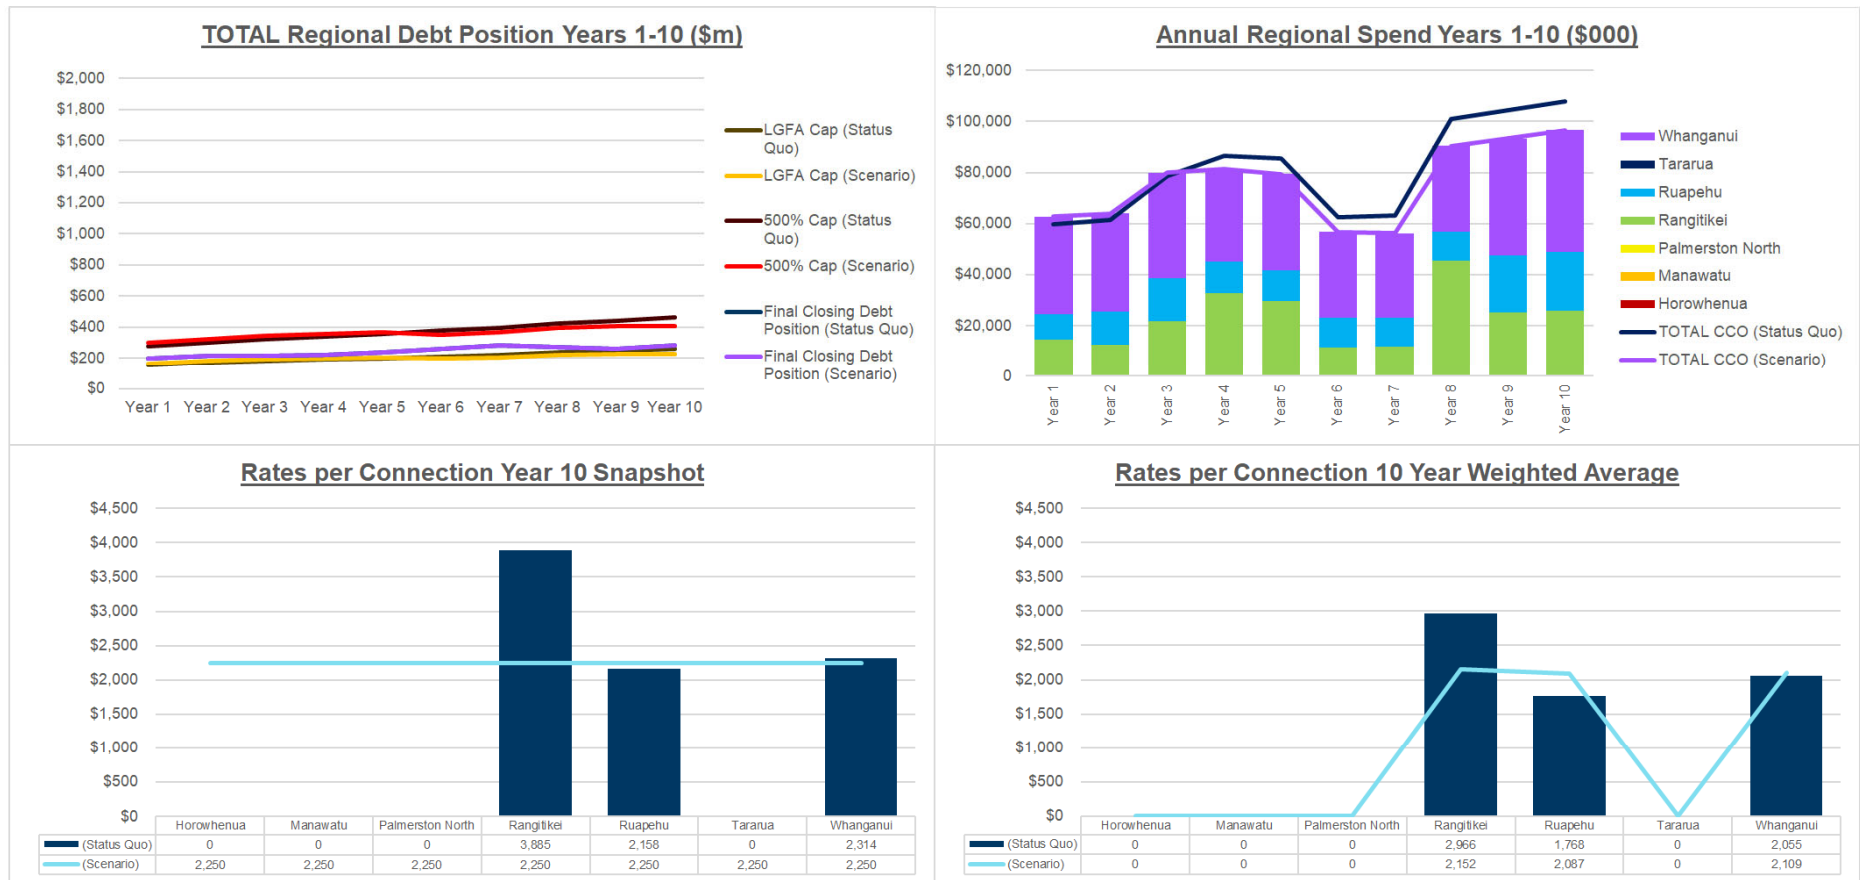 TOTAL Regional Debt Position Years 1-10 ($m)
$2,000
$1,800
$1,600
$1,400
$1,200
$1,000
$800
$600
$400
$200
$0
Year 1 Year 2 Year 3 Year 4 Year 5 Year 6 Year 7 Year 8 Year 9 Year 10
LGFA Cap (Status
Quo)
LGFA Cap (Scenario)
500% Cap (Status
Quo)
500% Cap (Scenario)
Final Closing Debt
Position (Status Quo)
Final Closing Debt
Position (Scenario)
Annual Regional Spend Years 1-10 ($000)
$120,000
$100,000
$80,000
$60,000
$40,000
$20,000
0
Year 1
Year 2
Year 3
Year 4
Year 5
Year 6
Year 7
Year 8
Year 9
Year 10
Whanganui
Tararua
Ruapehu
Rangitikei
Palmerston North
Manawatu
Horowhenua
TOTAL CCO (Status Quo)
TOTAL CCO (Scenario)
Rates per Connection Year 10 Snapshot
$4,500
$4,000
$3,500
$3,000
$2,500
$2,000
$1,500
$1,000
$500
$0
Horowhenua Manawatu Palmerston North Rangitikei Ruapehu Tararua Whanganui
(Status Quo) 0 0 0 3,885 2,158 0 2,314
(Scenario) 2,250 2,250 2,250 2,250 2,250 2,250 2,250
Rates per Connection 10 Year Weighted Average
$4,500
$4,000
$3,500
$3,000
$2,500
$2,000
$1,500
$1,000
$500
$0
Horowhenua Manawatu Palmerston North Rangitikei Ruapehu Tararua Whanganui
(Status Quo) 0 0 0 2,966 1,768 0 2,055
(Scenario) 0 0 0 2,152 2,087 0 2,109